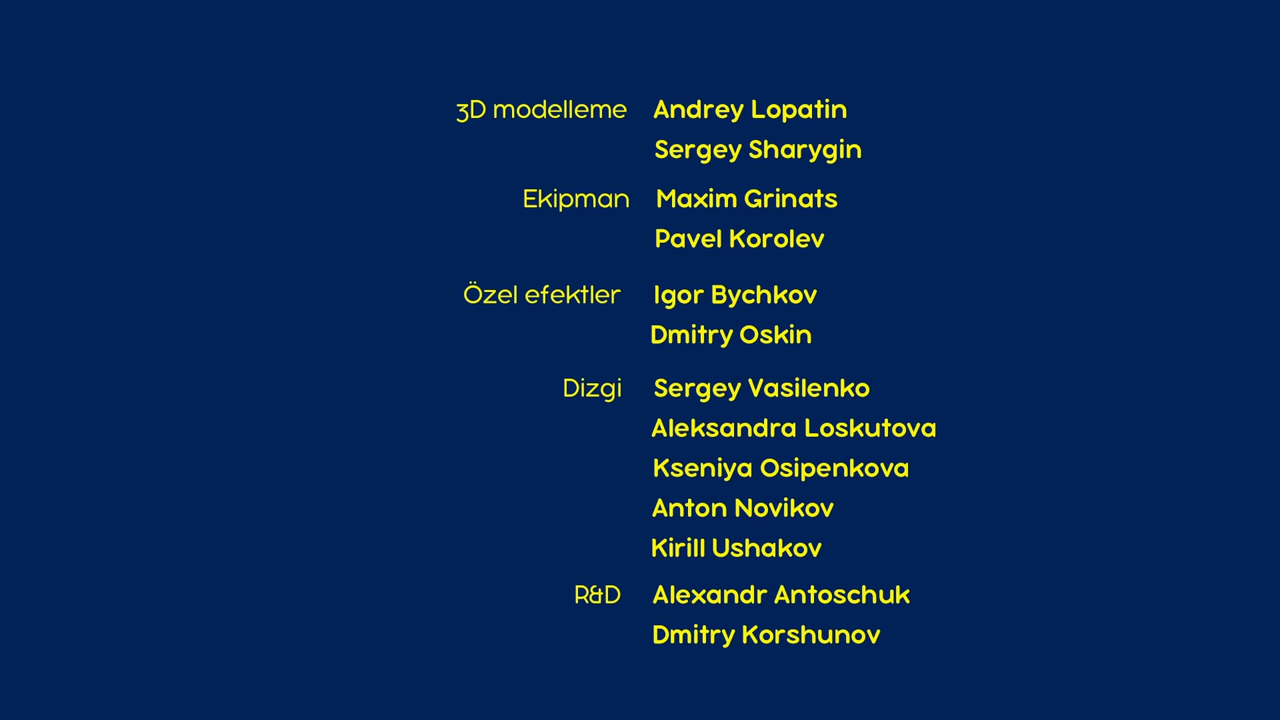 3D modelleme Andrey Lopatin
Sergey Sharygin
Ekipman Maxim Grinats
Pavel Korolev
Özel efektler Igor Bychkov
Dmitry Oskin
Dizgi Sergey Vasilenko
Aleksandra Loskutova
Kseniya Osipenkova
Anton Novikov
Kirill Ushakov
R&D Alexandr Antoschuk
Dmitry Korshunov